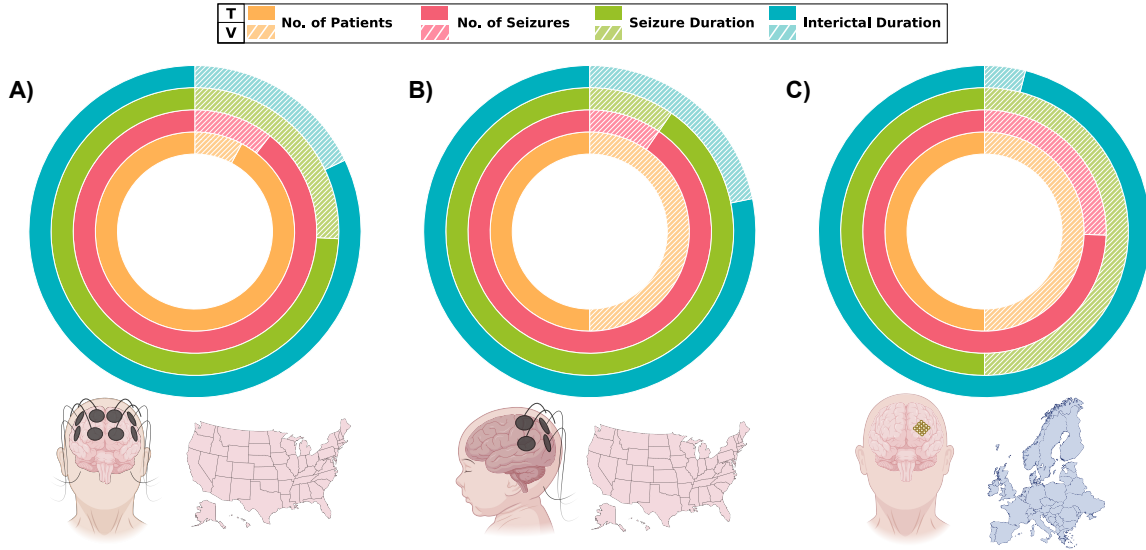 T No. of Patients No. of Seizures Seizure Duration Interictal Duration
V
A) B) C)